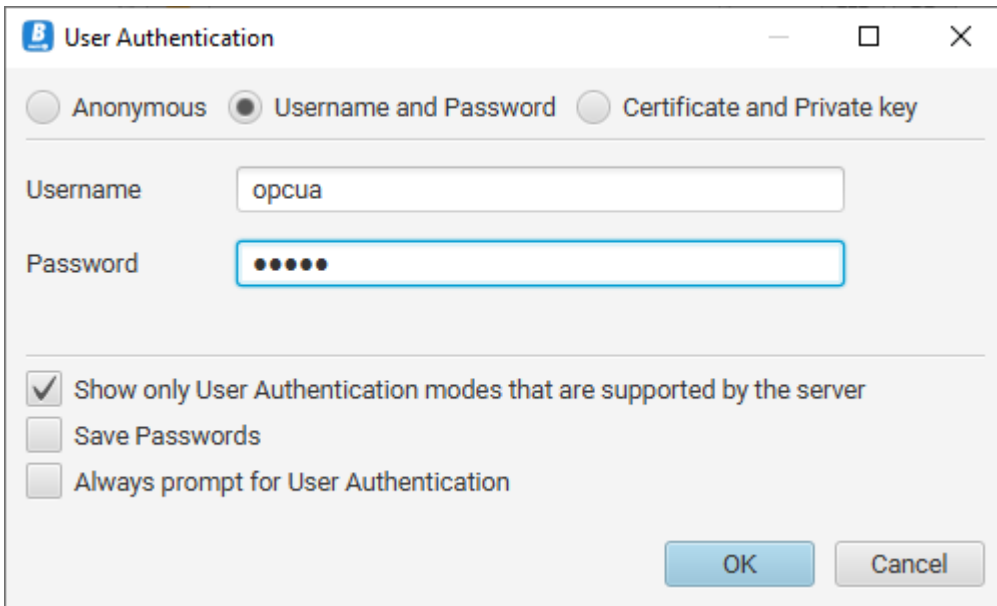 User Authentication
Anonymous Username and Password Certificate and Private key
Username opcua
Password •••••
Show only User Authentication modes that are supported by the server
Save Passwords
Always prompt for User Authentication
OK Cancel